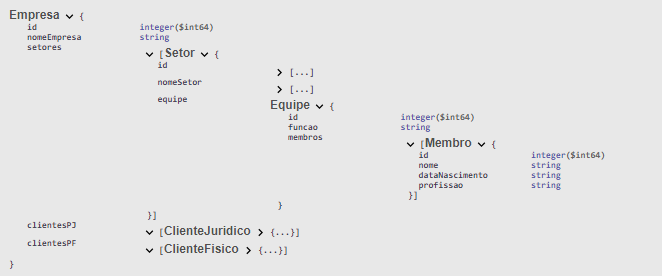 Empresa {
id integer($int64)
nomeEmpresa string
setores
[Setor {
id
[...]
nomeSetor
[...]
equipe
Equipe {
id integer($int64)
funcao string
membros
[Membro {
id integer($int64)
nome string
dataNascimento string
profissao string
}]
}
}]
clientesPJ
[ClienteJuridico > {...}]
clientesPF
[ClienteFisico > {...}]
}